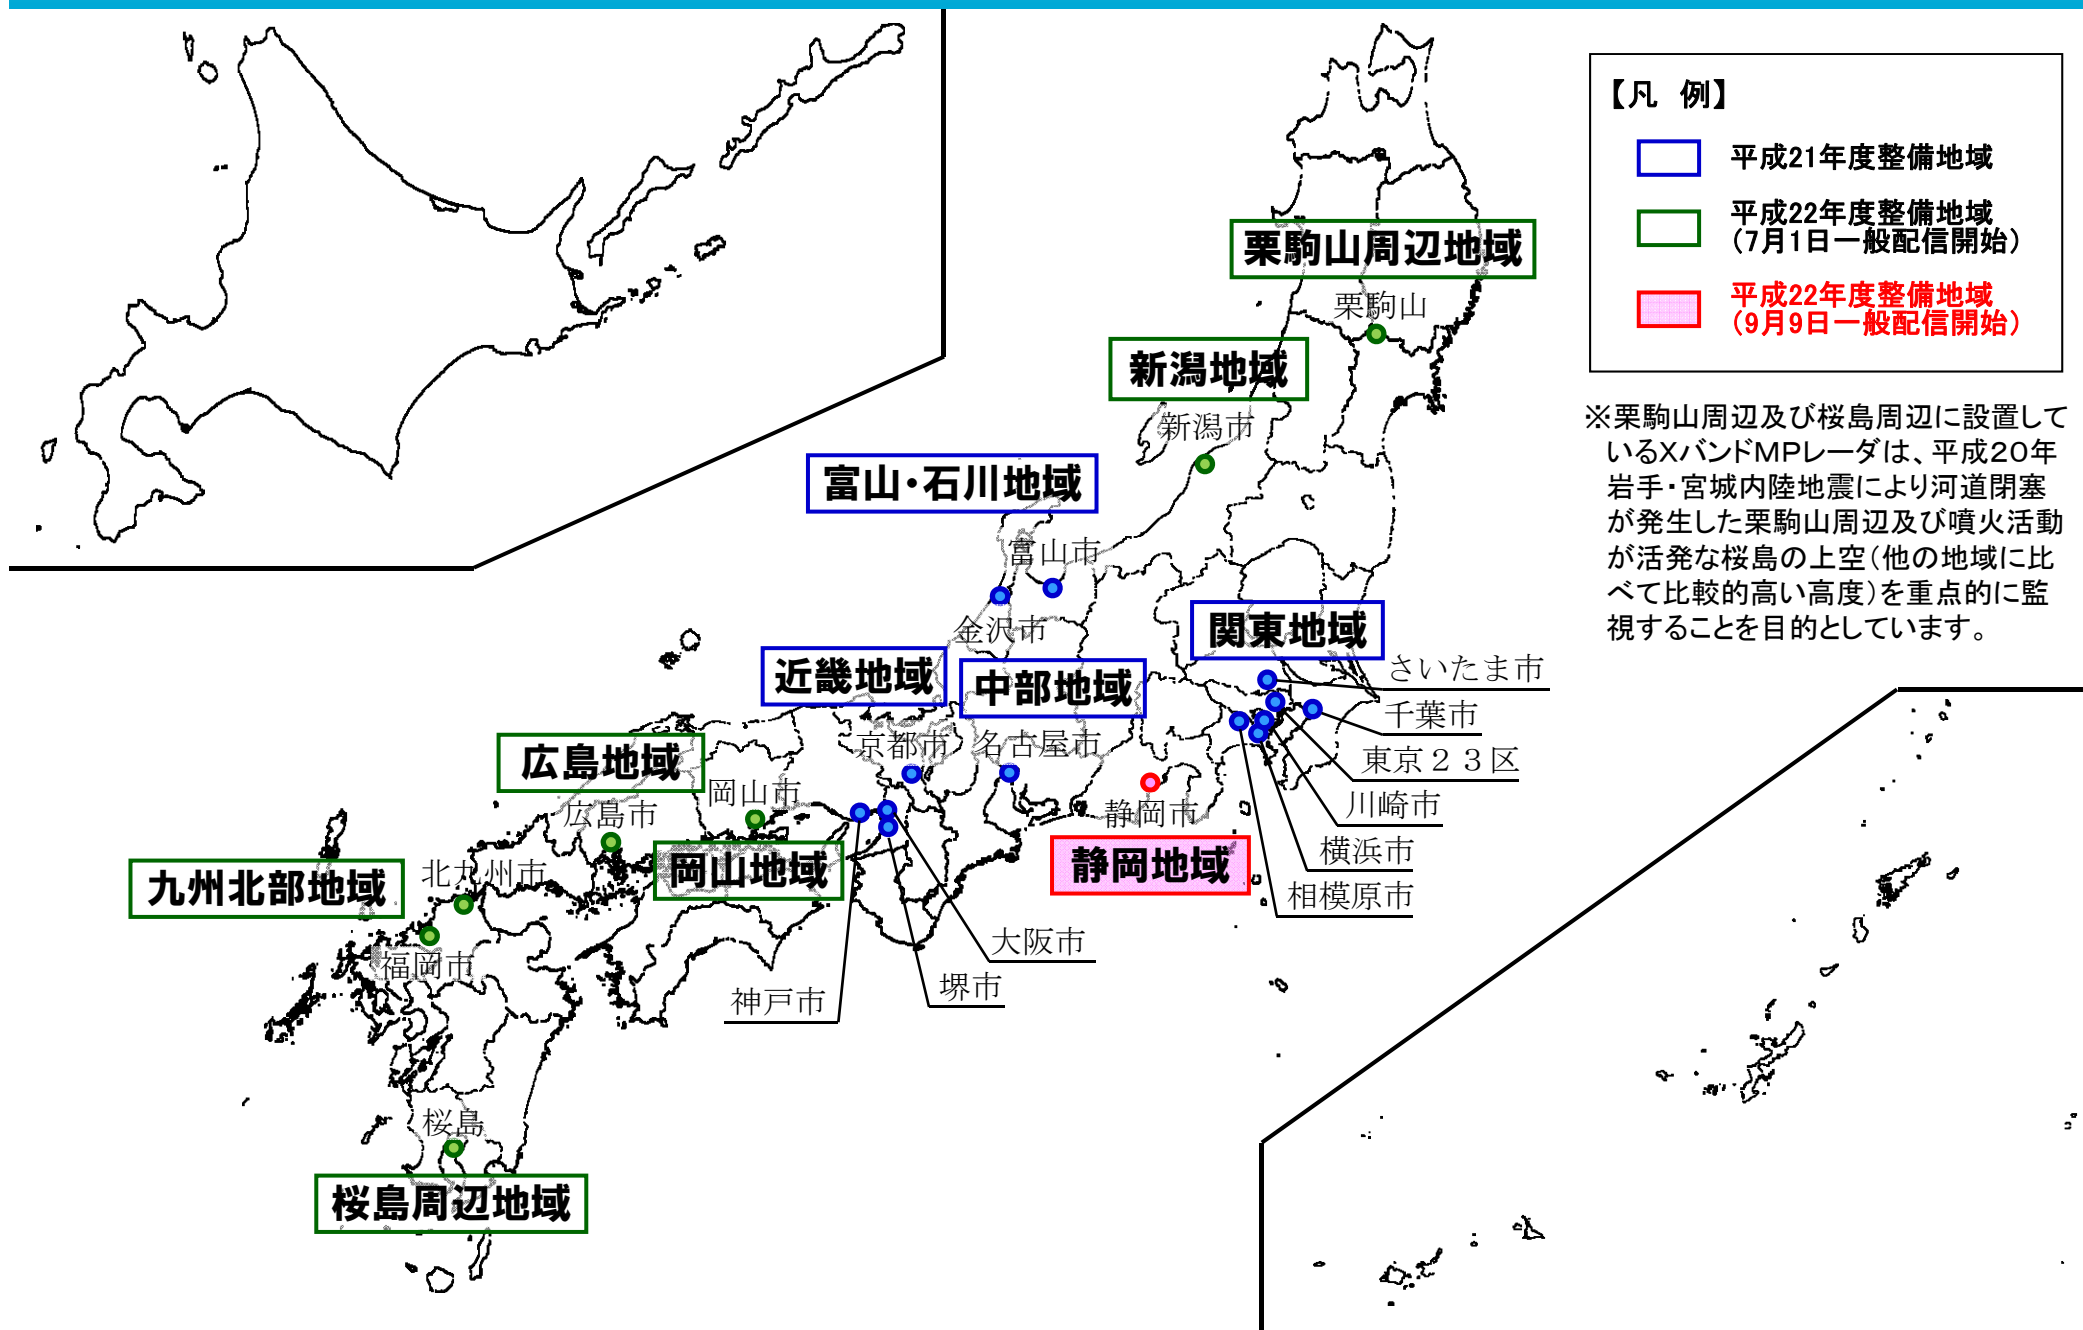 【凡 例】
平成21年度整備地域
平成22年度整備地域
(7月1日一般配信開始)
平成22年度整備地域
(9月9日一般配信開始)
※栗駒山周辺及び桜島周辺に設置して
いるXバンドMPレーダは、平成20年
岩手・宮城内陸地震により河道閉塞
が発生した栗駒山周辺及び噴火活動
が活発な桜島の上空(他の地域に比
べて比較的高い高度)を重点的に監
視することを目的としています。
栗駒山周辺地域
栗駒山
新潟地域
新潟市
富山・石川地域
富山市
金沢市
関東地域
さいたま市
千葉市
東京23区
川崎市
横浜市
相模原市
近畿地域
中部地域
京都市
名古屋市
静岡市
静岡地域
広島地域
岡山市
広島市
岡山地域
九州北部地域
北九州市
福岡市
大阪市
堺市
神戸市
桜島
桜島周辺地域